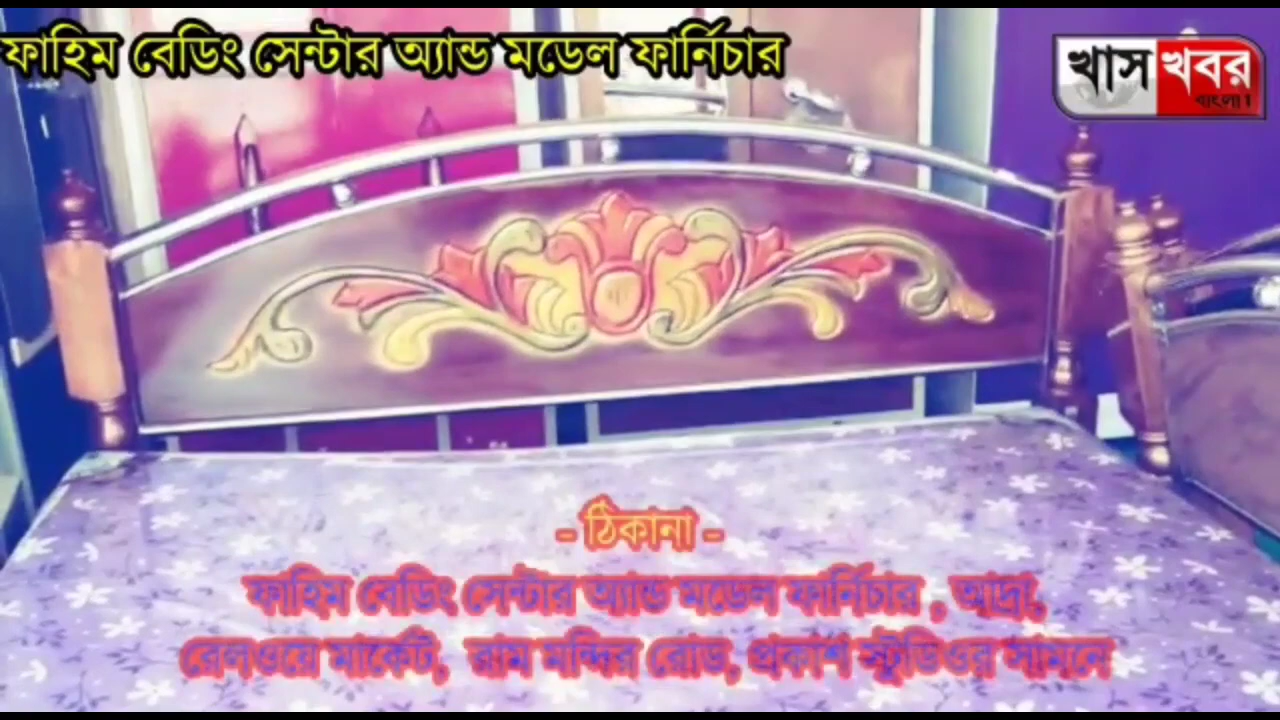 ফাহিম বেডিং সেন্টার অ্যান্ড মডেল ফার্নিচার
খাস খবর
বাংলা
- ঠিকানা -
ফাহিম বেডিং সেন্টার অ্যান্ড মডেল ফার্নিচার , আদ্রা,
রেলওয়ে মার্কেট, রাম মন্দির রোড, প্রকাশ স্টুডিওর সামনে